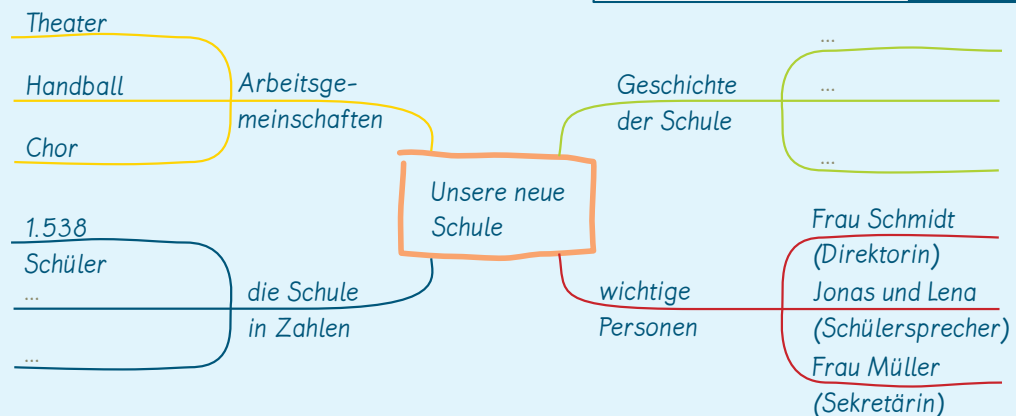 Theater
Handball
Chor
Arbeitsge-
meinschaften
...
...
...
Geschichte
der Schule
Unsere neue
Schule
1.538
Schüler
...
...
die Schule
in Zahlen
wichtige
Personen
Frau Schmidt
(Direktorin)
Jonas und Lena
(Schülersprecher)
Frau Müller
(Sekretärin)